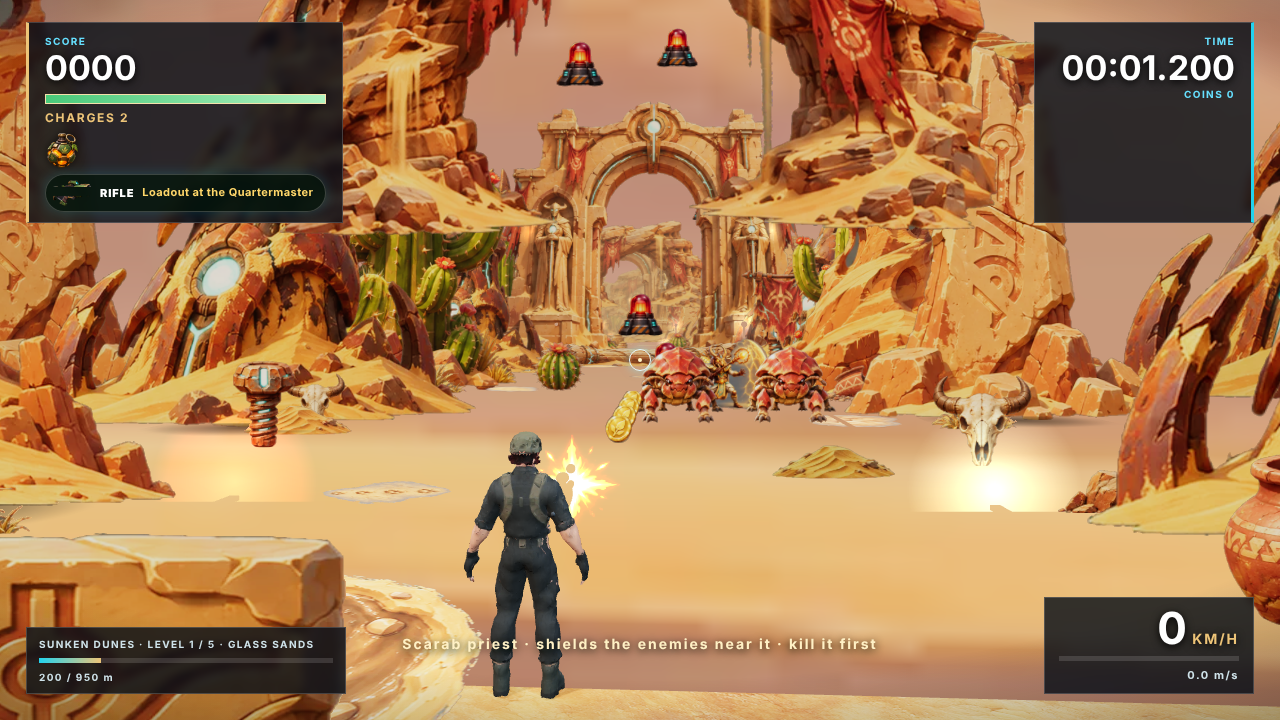 SCORE
0000
CHARGES 2
RIFLE Loadout at the Quartermaster
TIME
00:01.200
COINS 0
Scarab priest · shields the enemies near it · kill it first
SUNKEN DUNES · LEVEL 1 / 5 · GLASS SANDS
200 / 950 m
0 KM/H
0.0 m/s